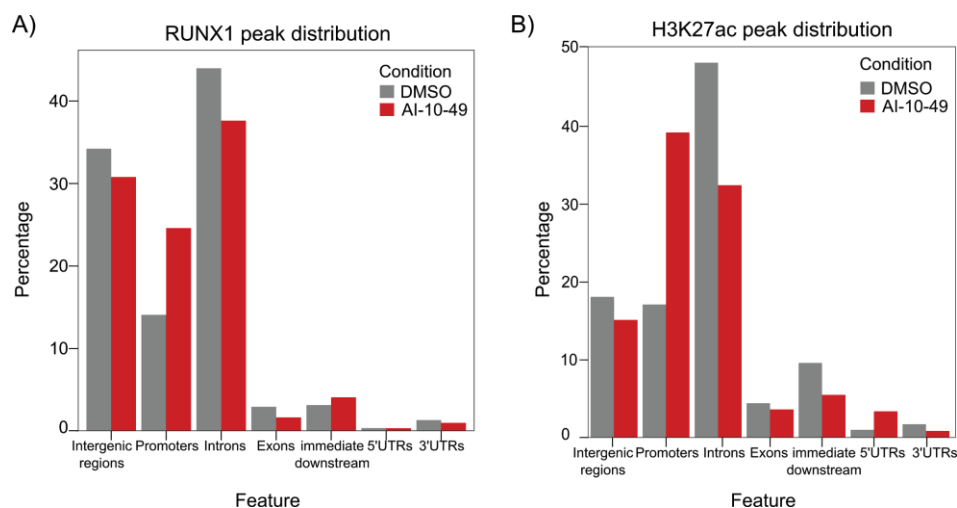 A)
RUNX1 peak distribution
Condition
DMSO
AI-10-49
40
30
20
10
0
Percentage
Intergenic regions
Promoters
Introns
Exons
immediate downstream
5'UTRs
3'UTRs
Feature
B)
H3K27ac peak distribution
Condition
DMSO
AI-10-49
50
40
30
20
10
0
Percentage
Intergenic regions
Promoters
Introns
Exons
immediate downstream
5'UTRs
3'UTRs
Feature